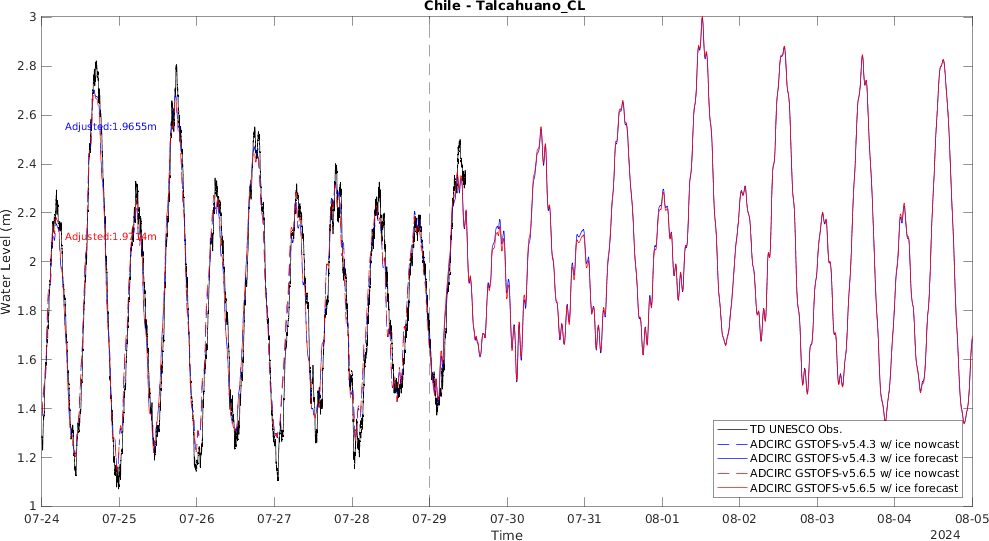 Chile - Talcahuano_CL
3
2.8
2.6
2.4
2.2
2
1.8
1.6
1.4
1.2
1
Water Level (m)
Adjusted:1.9655m
TD UNESCO Obs.
ADCIRC GSTOFS-v5.4.3 w/ ice nowcast
ADCIRC GSTOFS-v5.4.3 w/ ice forecast
ADCIRC GSTOFS-v5.6.5 w/ ice nowcast
ADCIRC GSTOFS-v5.6.5 w/ ice forecast
07-24
07-25
07-26
07-27
07-28
07-29
07-30
07-31
08-01
08-02
08-03
08-04
08-05
Time
2024